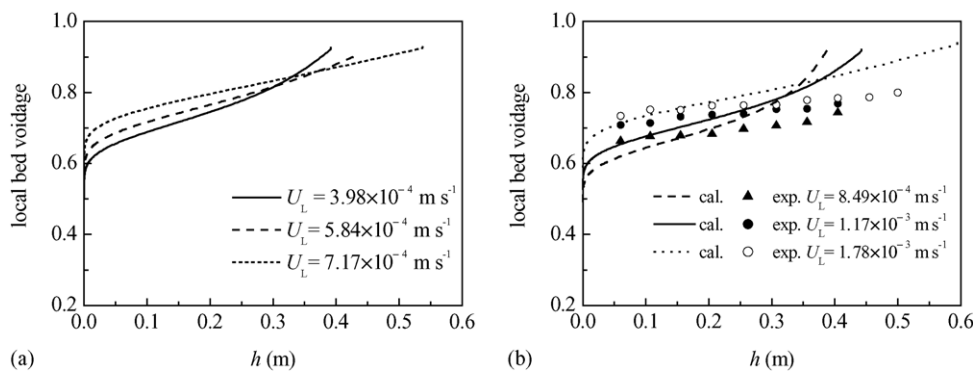 1.0
0.8
0.6
0.4
0.2
0.0 0.1 0.2 0.3 0.4 0.5 0.6
local bed voidage
h (m)
U_L = 3.98×10⁻⁴ m s⁻¹
U_L = 5.84×10⁻⁴ m s⁻¹
U_L = 7.17×10⁻⁴ m s⁻¹
(a)
1.0
0.8
0.6
0.4
0.2
0.0 0.1 0.2 0.3 0.4 0.5 0.6
local bed voidage
h (m)
cal. exp. U_L = 8.49×10⁻⁴ m s⁻¹
cal. exp. U_L = 1.17×10⁻³ m s⁻¹
cal. exp. U_L = 1.78×10⁻³ m s⁻¹
(b)